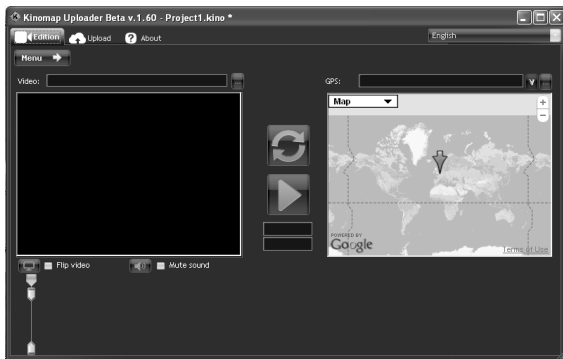 Kinomap Uploader Beta v.1.60 - Project1.kino *
Edition Upload ? About English
Menu
Video: GPS: V
Map
+
-
POWERED BY
Google
Terms of Use
Flip video Mute sound